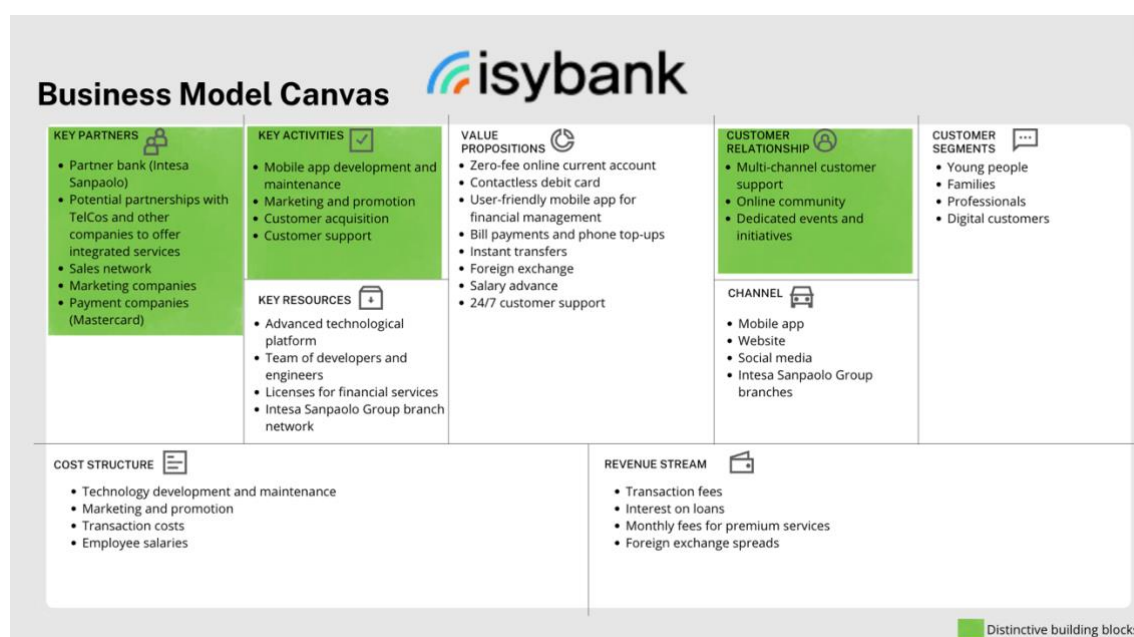 isybank
Business Model Canvas
KEY PARTNERS
• Partner bank (Intesa
Sanpaolo)
• Potential partnerships with
TelCos and other
companies to offer
integrated services
• Sales network
• Marketing companies
• Payment companies
(Mastercard)
KEY ACTIVITIES
• Mobile app development and
maintenance
• Marketing and promotion
• Customer acquisition
• Customer support
KEY RESOURCES
• Advanced technological
platform
• Team of developers and
engineers
• Licenses for financial services
• Intesa Sanpaolo Group branch
network
VALUE
PROPOSITIONS
• Zero-fee online current account
• Contactless debit card
• User-friendly mobile app for
financial management
• Bill payments and phone top-ups
• Instant transfers
• Foreign exchange
• Salary advance
• 24/7 customer support
CUSTOMER
RELATIONSHIP
• Multi-channel customer
support
• Online community
• Dedicated events and
initiatives
CHANNEL
• Mobile app
• Website
• Social media
• Intesa Sanpaolo Group
branches
CUSTOMER
SEGMENTS
• Young people
• Families
• Professionals
• Digital customers
COST STRUCTURE
• Technology development and maintenance
• Marketing and promotion
• Transaction costs
• Employee salaries
REVENUE STREAM
• Transaction fees
• Interest on loans
• Monthly fees for premium services
• Foreign exchange spreads
Distinctive building blocks